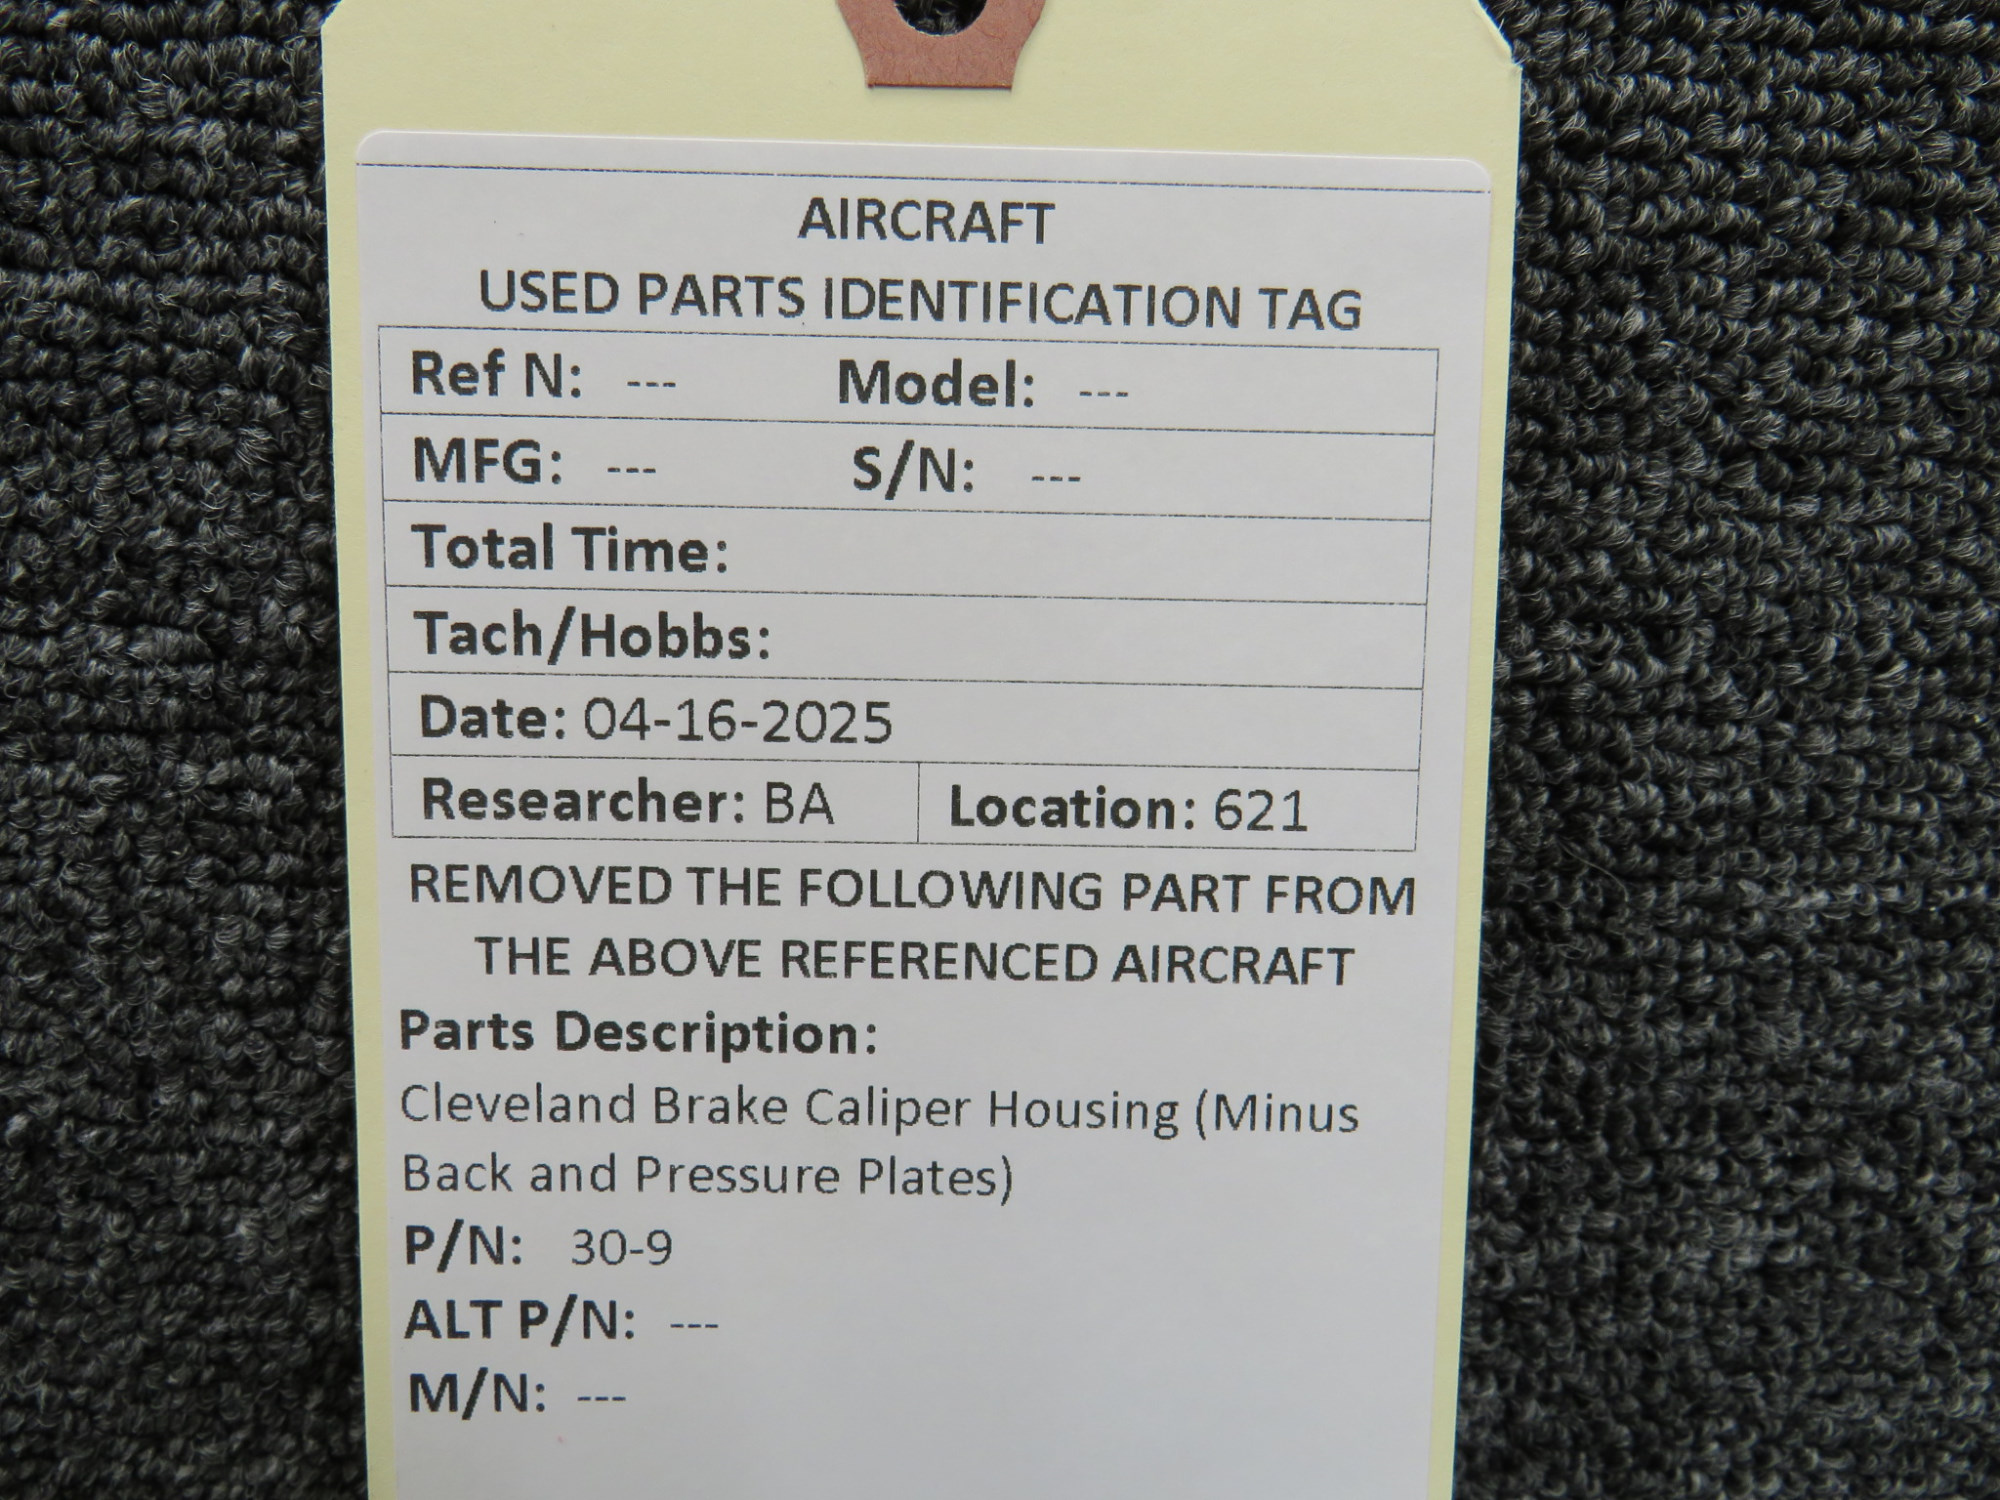 AIRCRAFT
USED PARTS IDENTIFICATION TAG
Ref N: --- Model: ---
MFG: --- S/N: ---
Total Time:
Tach/Hobbs:
Date: 04-16-2025
Researcher: BA Location: 621
REMOVED THE FOLLOWING PART FROM
THE ABOVE REFERENCED AIRCRAFT
Parts Description:
Cleveland Brake Caliper Housing (Minus
Back and Pressure Plates)
P/N: 30-9
ALT P/N: ---
M/N: ---